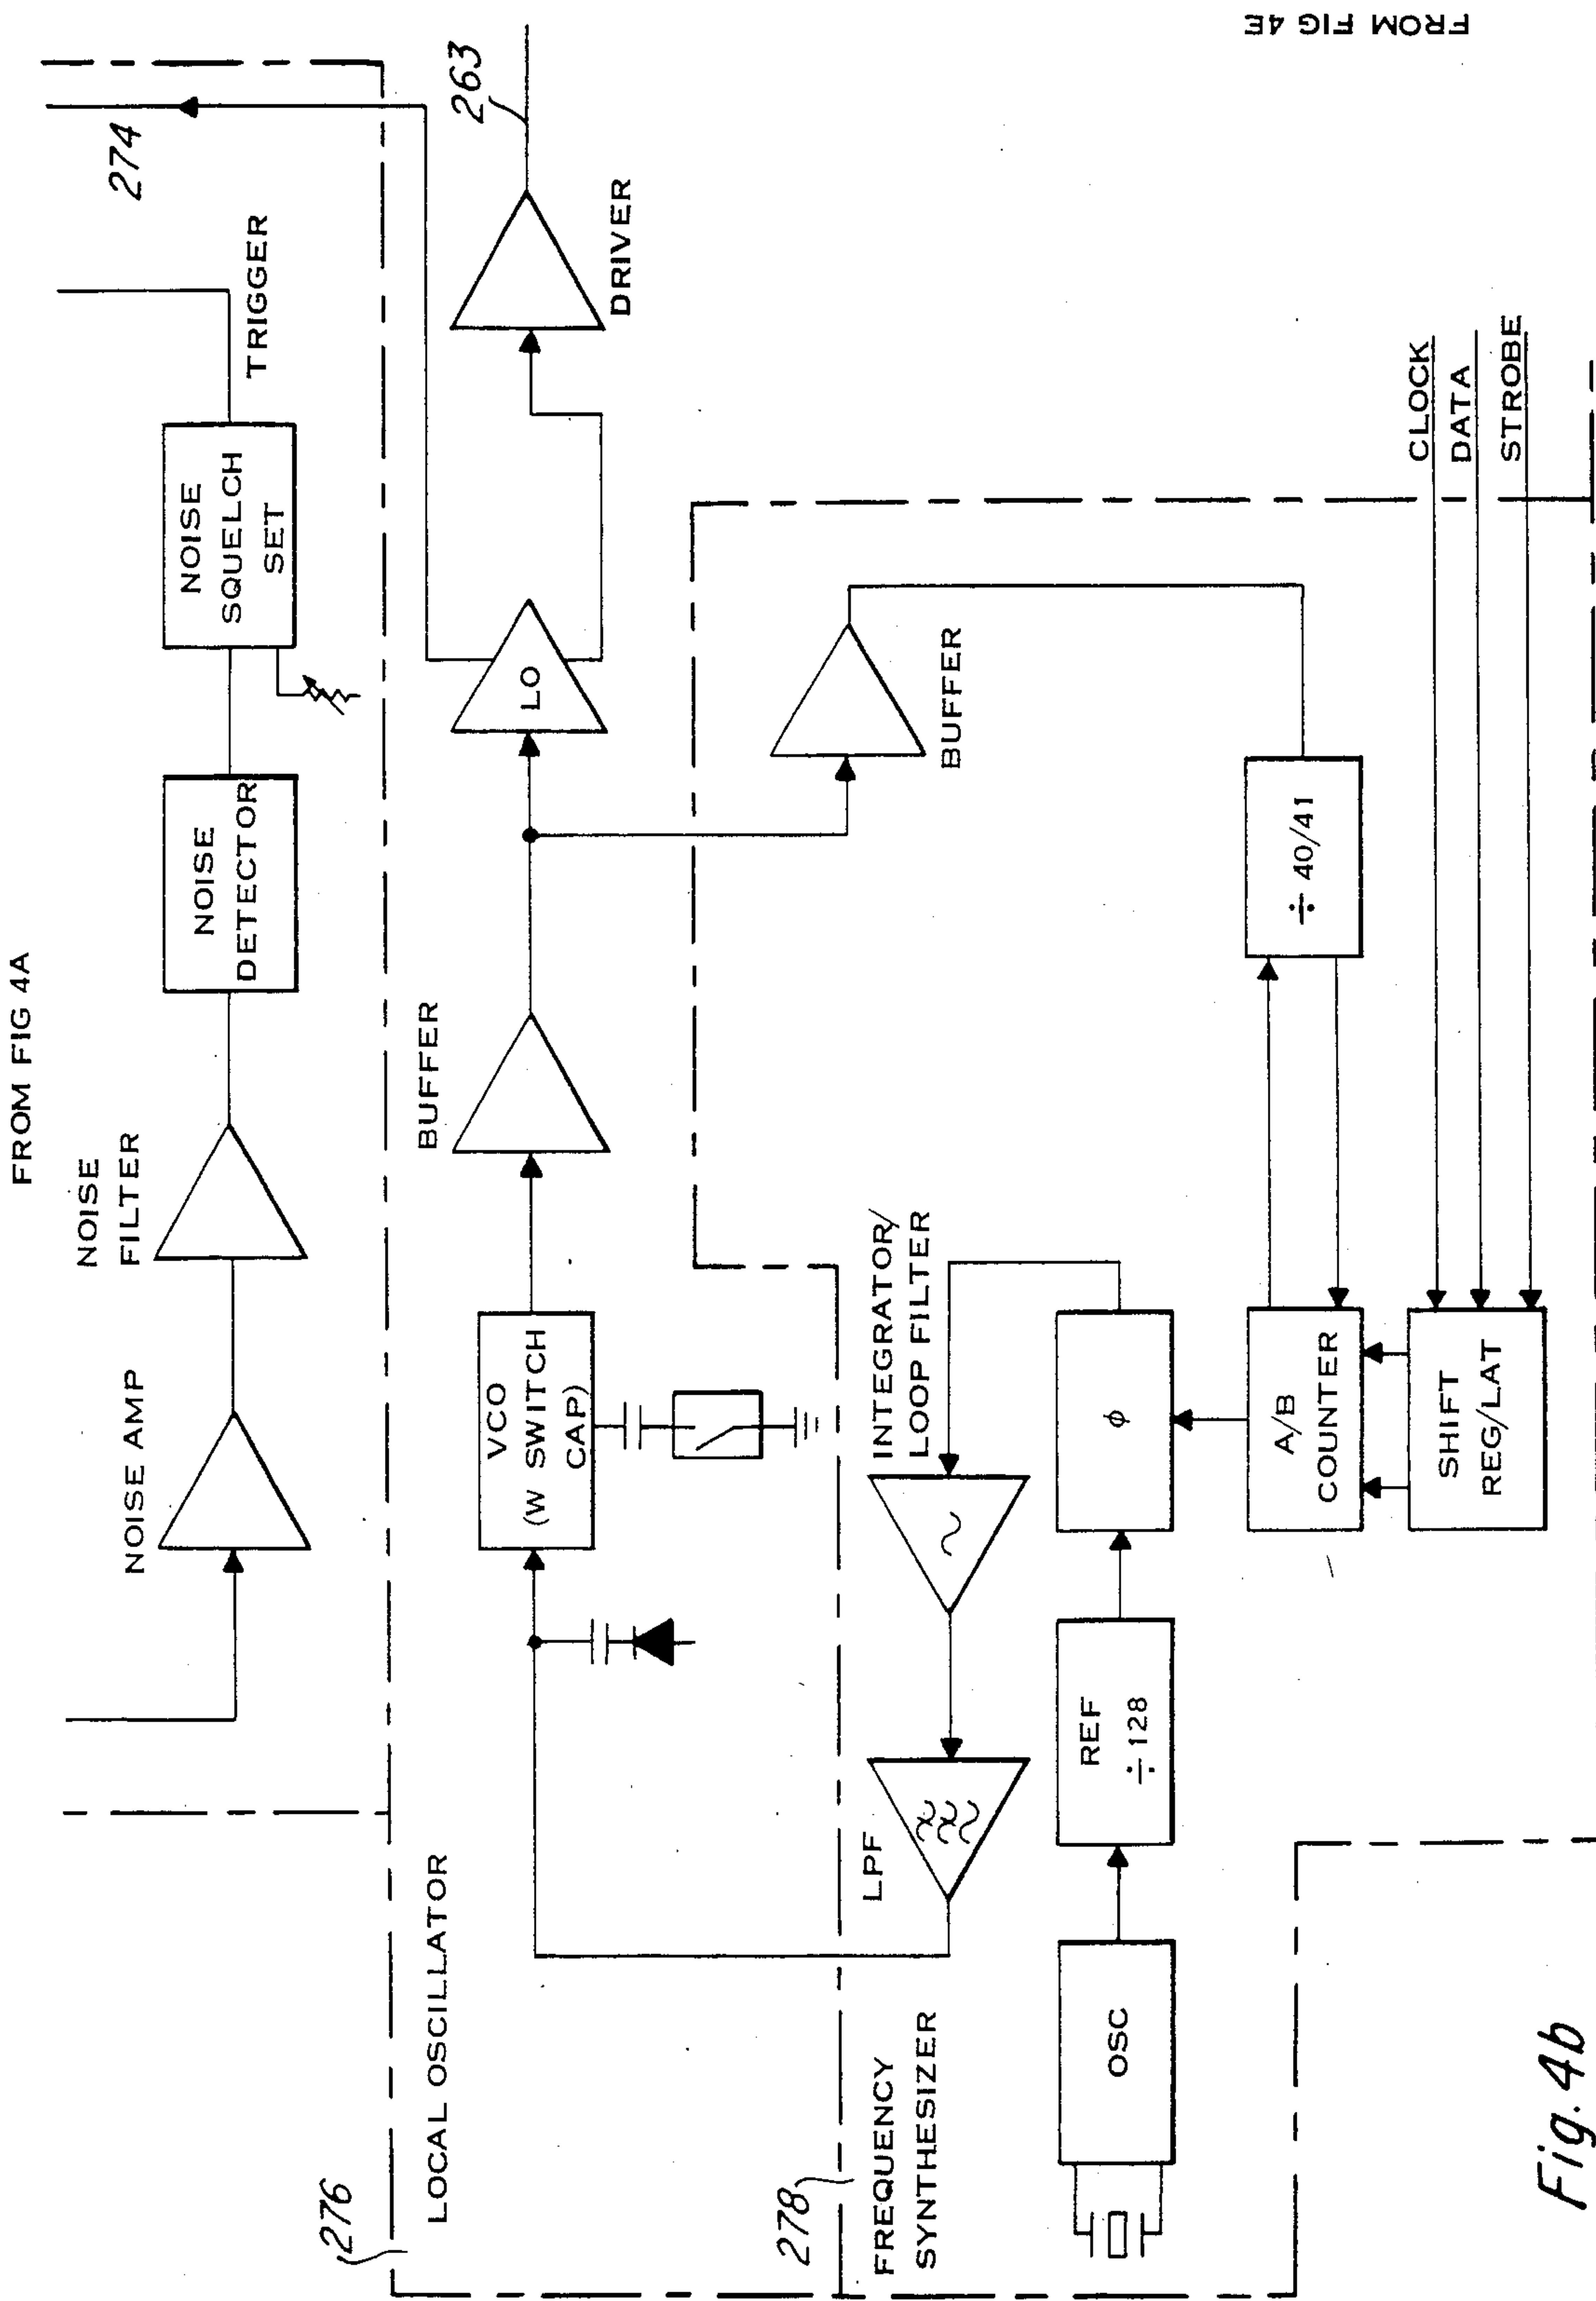 FROM FIG 4A
NOISE AMP
NOISE
FILTER
NOISE
DETECTOR
NOISE
SQUELCH
SET
TRIGGER
274
276
LOCAL OSCILLATOR
VCO
(W SWITCH
CAP)
BUFFER
LO
DRIVER
263
278
FREQUENCY
SYNTHESIZER
LPF
INTEGRATOR/
LOOP FILTER
BUFFER
OSC
REF
÷128
ϕ
A/B
COUNTER
÷ 40/41
SHIFT
REG/LAT
CLOCK
DATA
STROBE
FROM FIG 4E
Fig. 4b